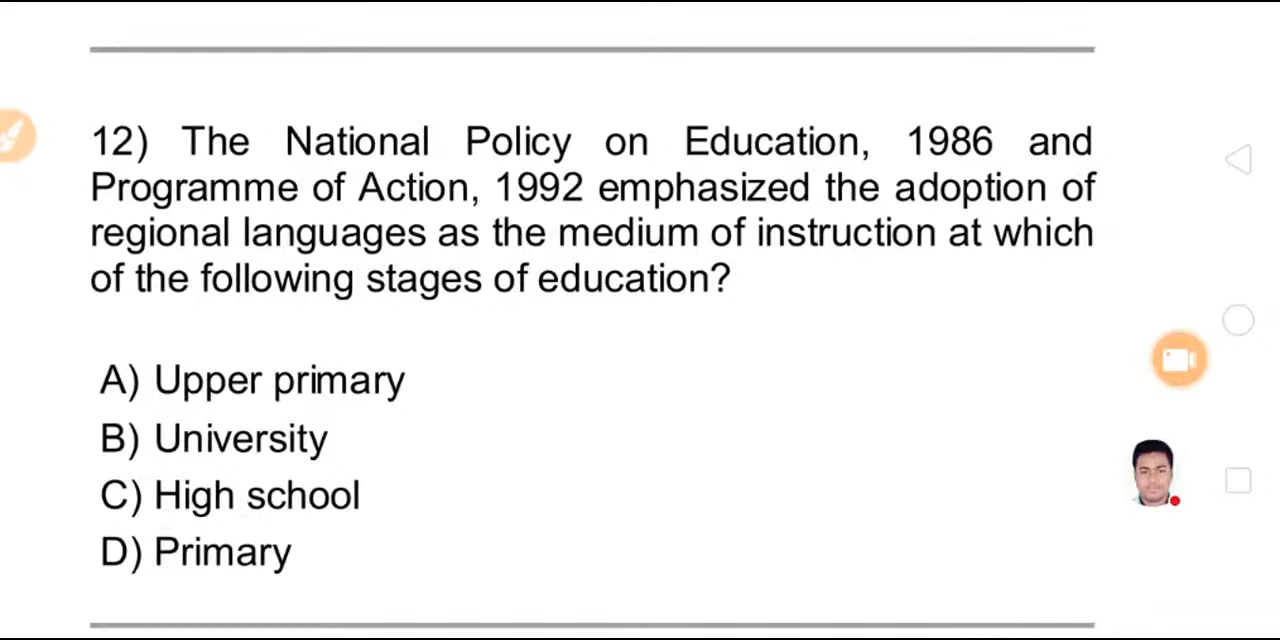 12) The National Policy on Education, 1986 and
Programme of Action, 1992 emphasized the adoption of
regional languages as the medium of instruction at which
of the following stages of education?
A) Upper primary
B) University
C) High school
D) Primary